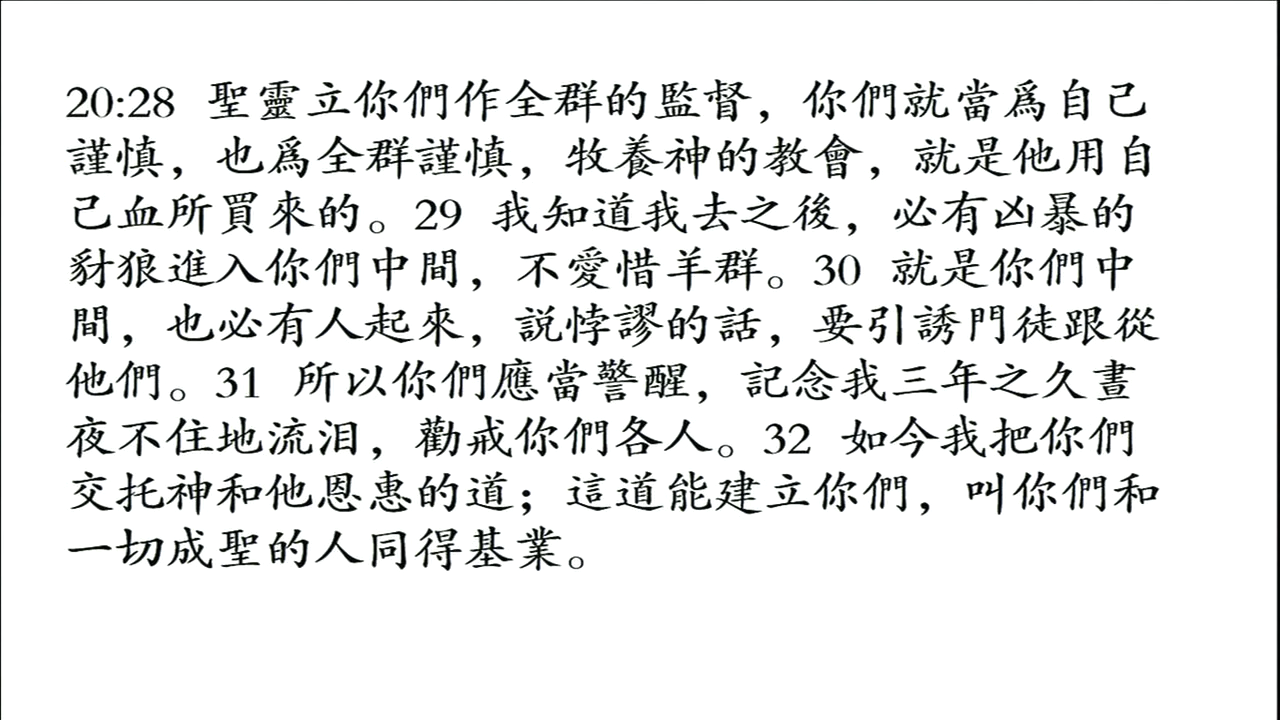 20:28 聖靈立你們作全群的監督，你們就當爲自己
謹慎，也爲全群謹慎，牧養神的教會，就是他用自
己血所買來的。29 我知道我去之後，必有凶暴的
豺狼進入你們中間，不愛惜羊群。30 就是你們中
間，也必有人起來，説悖謬的話，要引誘門徒跟從
他們。31 所以你們應當警醒，記念我三年之久晝
夜不住地流泪，勸戒你們各人。32 如今我把你們
交托神和他恩惠的道；這道能建立你們，叫你們和
一切成聖的人同得基業。